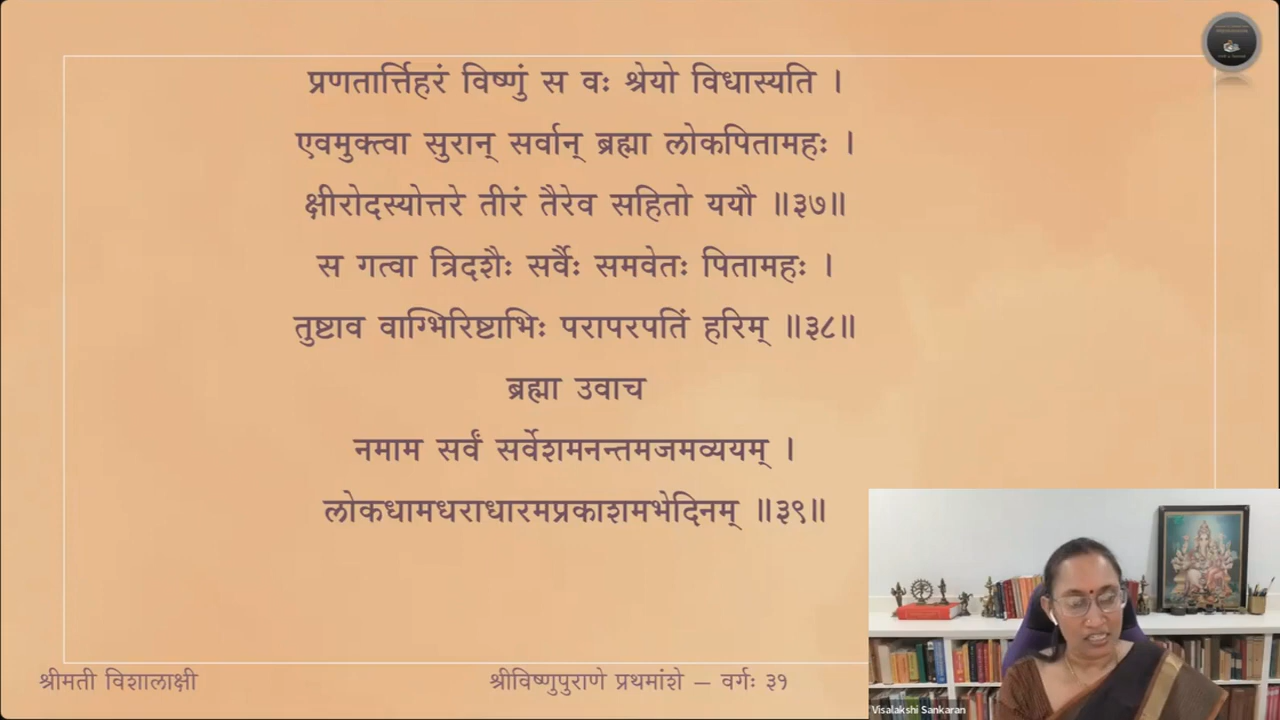 प्रणतार्त्तिहरं विष्णुं स वः श्रेयो विधास्यति ।
एवमुक्त्वा सुरान् सर्वान् ब्रह्मा लोकपितामहः ।
क्षीरोदस्योत्तरे तीरं तैरेव सहितो ययौ ॥३७॥
स गत्वा त्रिदशैः सर्वैः समवेतः पितामहः ।
तुष्टाव वाग्भिरिष्टाभिः परापरपतिं हरिम् ॥३८॥
ब्रह्मा उवाच
नमाम सर्वं सर्वेशमनन्तमजमव्ययम् ।
लोकधामधराधारमप्रकाशमभेदिनम् ॥३९॥
श्रीमती विशालाक्षी
श्रीविष्णुपुराणे प्रथमांशे – वर्गः ३१
Visalakshi Sankaran